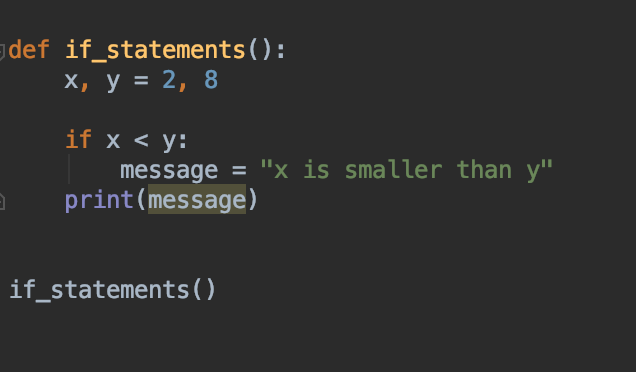 def if_statements():
    x, y = 2, 8
    if x < y:
        message = "x is smaller than y"
    print(message)
if_statements()